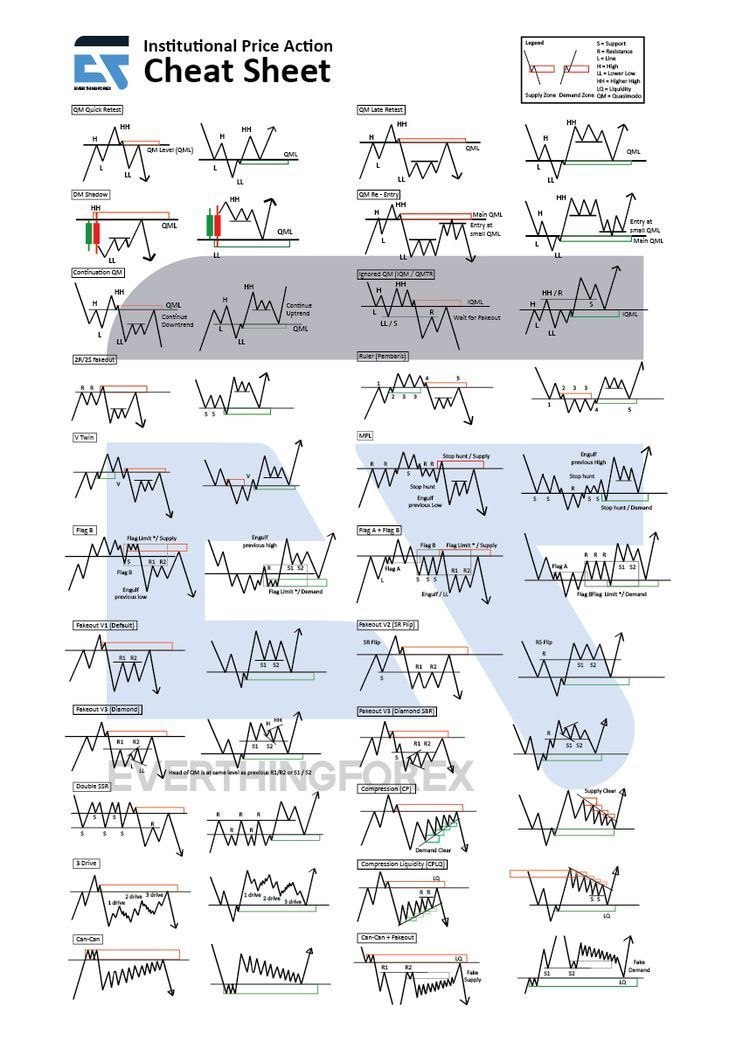 Institutional Price Action
Cheat Sheet
EVERTHINGFOREX
Legend
Supply Zone
Demand Zone
S = Support
R = Resistance
L = Line
H = High
LL = Lower Low
HH = Higher High
LQ = Liquidity
QM = Quasimodo
QM Quick Retest
H
HH
L
LL
QM Level (QML)
HH
H
L
LL
QML
QM Late Retest
H
HH
L
LL
QML
HH
H
L
LL
QML
DM Shadow
HH
QML
LL
QML
QM Re - Entry
HH
H
L
LL
Main QML
Entry at
small QML
HH
H
L
LL
Entry at
small QML
Main QML
Continuation QM
H
HH
L
LL
QML
Continue
Downtrend
HH
H
L
LL
Continue
Uptrend
QML
Ignored QM (IQM / QMTR)
H
HH
L
LL / S
R
IQML
Wait for Fakeout
HH / R
H
L
LL
S
IQML
2R/2S fakeout
R R
S S
Ruler (Pembaris)
1
2 3 3
4
5
1
2 3 3
4
5
V Twin
V
V
MPL
R R
S
R R
Stop hunt / Supply
Stop hunt
Engulf
previous Low
Engulf
previous High
Stop hunt
R
S
S S
Stop hunt / Demand
Flag B
Flag Limit */ Supply
S
R1 R2
Flag B
Engulf
previous low
Engulf
previous high
R
Flag Limit */Demand
Flag A + Flag B
Flag B
Flag Limit */ Supply
L
Flag A
S S S
R1 R2
Engulf / LL
R R R
S1 S2
Flag A
Flag BFlag Limit */Demand
Fakeout V1 (Default)
R1 R2
S1 S2
Fakeout V2 (SR Flip)
SR Flip
S
R1 R2
RS Flip
R
S1 S2
Fakeout V3 (Diamond)
R1 R2
L
LL
H
HH
S1 S2
Head of QM is at same level as previous R1/R2 or S1 / S2
Fakeout V3 (Diamond SBR)
S
R1 R2
R
S1 S2
EVERTHINGFOREX
Double SSR
S S S
R
R R R
S
Compression (CP)
Demand Clear
Supply Clear
3 Drive
1 drive
2 drive
3 drive
1 drive
2 drive
3 drive
Compression Liquidity (CPLQ)
LQ
R R
S S
LQ
Can-Can
Can-Can + Fakeout
R1
R2
LQ
Fake
Supply
S1
S2
Fake
Demand
LQ